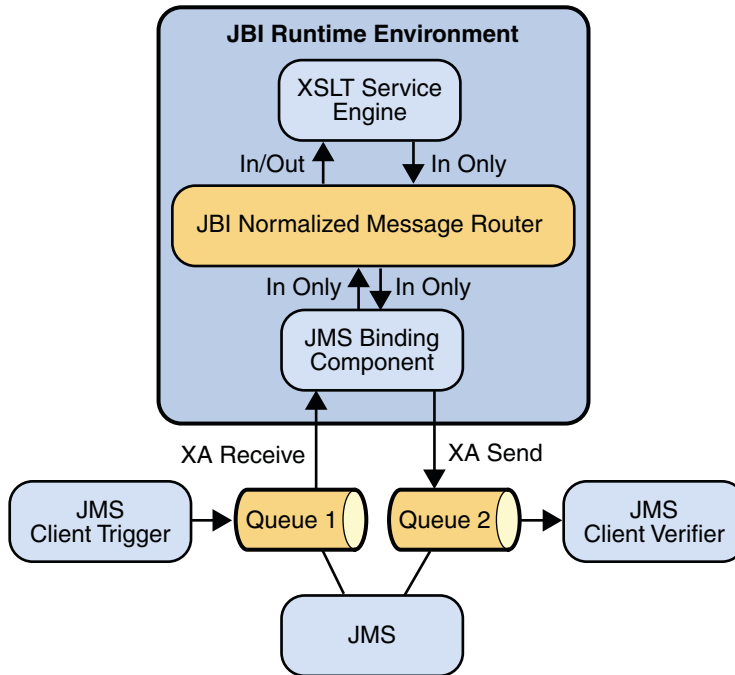 JBI Runtime Environment
XSLT Service
Engine
In/Out
In Only
JBI Normalized Message Router
In Only
In Only
JMS Binding
Component
XA Receive
XA Send
JMS
Client Trigger
Queue 1
Queue 2
JMS
Client Verifier
JMS